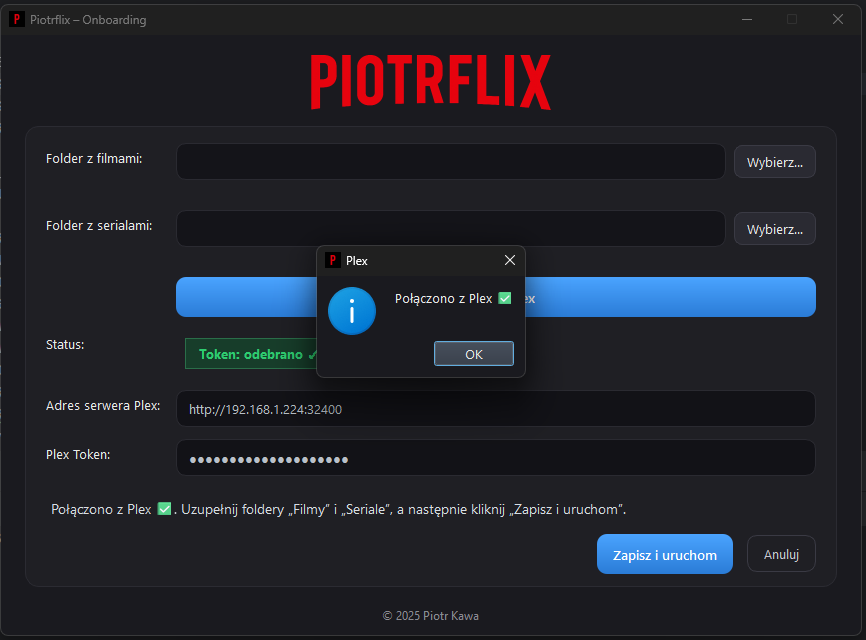 Piotrflix – Onboarding
PIOTRFLIX
Folder z filmami:
Wybierz...
Folder z serialami:
Wybierz...
Plex
Połączono z Plex ✅
OK
ex
Status:
Token: odebrano ✓
Adres serwera Plex:
http://192.168.1.224:32400
Plex Token:
••••••••••••••••••••
Połączono z Plex ✅. Uzupełnij foldery „Filmy” i „Seriale”, a następnie kliknij „Zapisz i uruchom”.
Zapisz i uruchom
Anuluj
© 2025 Piotr Kawa